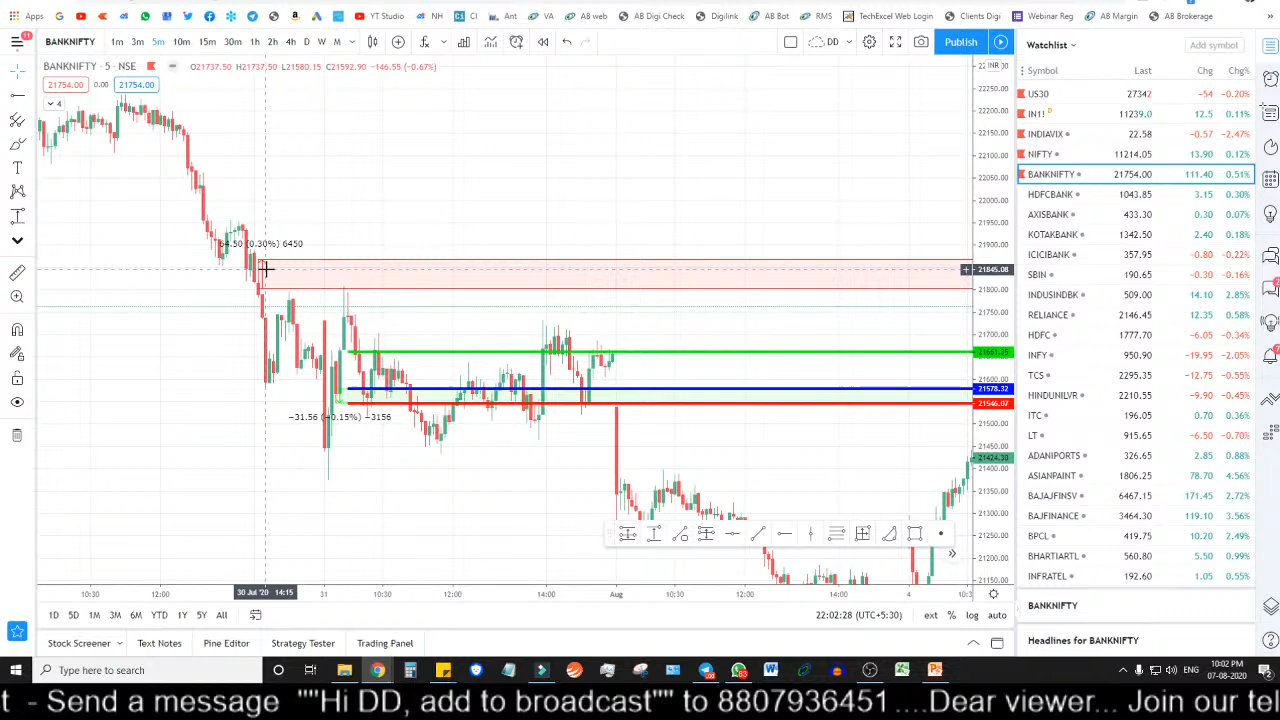 Apps YT Studio NH CI Ant VA AB web AB Digi Check Digilink AB Bot RMS TechExcel Web Login Clients Digi Webinar Reg AB Margin AB Brokerage »
11 BANKNIFTY 1m 3m 5m 10m 15m 30m 1h 2h 4h D W M DD Publish
Watchlist Add symbol
BANKNIFTY · 5 · NSE O21737.50 H21737.50 L21580.15 C21592.90 −146.55 (−0.67%)
INR
21754.00 0.00 21754.00
4
Symbol Last Chg Chg%
US30 27342 −54 −0.20%
IN1! D 11239.0 12.5 0.11%
INDIAVIX 22.58 −0.57 −2.47%
NIFTY 11214.05 13.90 0.12%
BANKNIFTY 21754.00 111.40 0.51%
HDFCBANK 1043.85 3.15 0.30%
AXISBANK 433.30 0.30 0.07%
KOTAKBANK 1342.50 2.40 0.18%
ICICIBANK 356.95 −0.80 −0.22%
SBIN 190.65 −0.30 −0.16%
INDUSINDBK 509.00 14.10 2.85%
RELIANCE 2146.45 12.35 0.58%
HDFC 1777.70 −6.05 −0.34%
INFY 950.90 −19.95 −2.05%
TCS 2295.35 −12.75 −0.55%
HINDUNILVR 2210.55 −9.90 −0.45%
ITC 196.05 0.70 0.36%
LT 915.65 −6.50 −0.70%
ADANIPORTS 326.65 2.85 0.88%
ASIANPAINT 1806.25 78.70 4.56%
BAJAJFINSV 6467.15 171.45 2.72%
BAJFINANCE 3464.30 119.10 3.56%
BPCL 419.70 10.20 2.49%
BHARTIARTL 560.80 5.50 0.99%
INFRATEL 192.60 1.05 0.55%
22250.00
22200.00
22150.00
22100.00
22050.00
22000.00
21950.00
21900.00
21845.08
21800.00
21750.00
21700.00
21661.35
21600.00
21578.32
21546.07
21500.00
21450.00
21424.30
21400.00
21350.00
21300.00
21250.00
21200.00
21150.00
64.50 (0.30%) 6450
−31.56 (−0.15%) −3156
10:30 12:00 30 Jul '20 14:15 31 10:30 12:00 14:00 Aug 10:30 12:00 14:00 4 10:3
1D 5D 1M 3M 6M YTD 1Y 5Y All 22:02:28 (UTC+5:30) ext % log auto
BANKNIFTY
Stock Screener Text Notes Pine Editor Strategy Tester Trading Panel
Headlines for BANKNIFTY
Type here to search
ENG 10:02 PM
07-08-2020
t - Send a message ""Hi DD, add to broadcast"" to 8807936451 ....Dear viewer... Join our tel